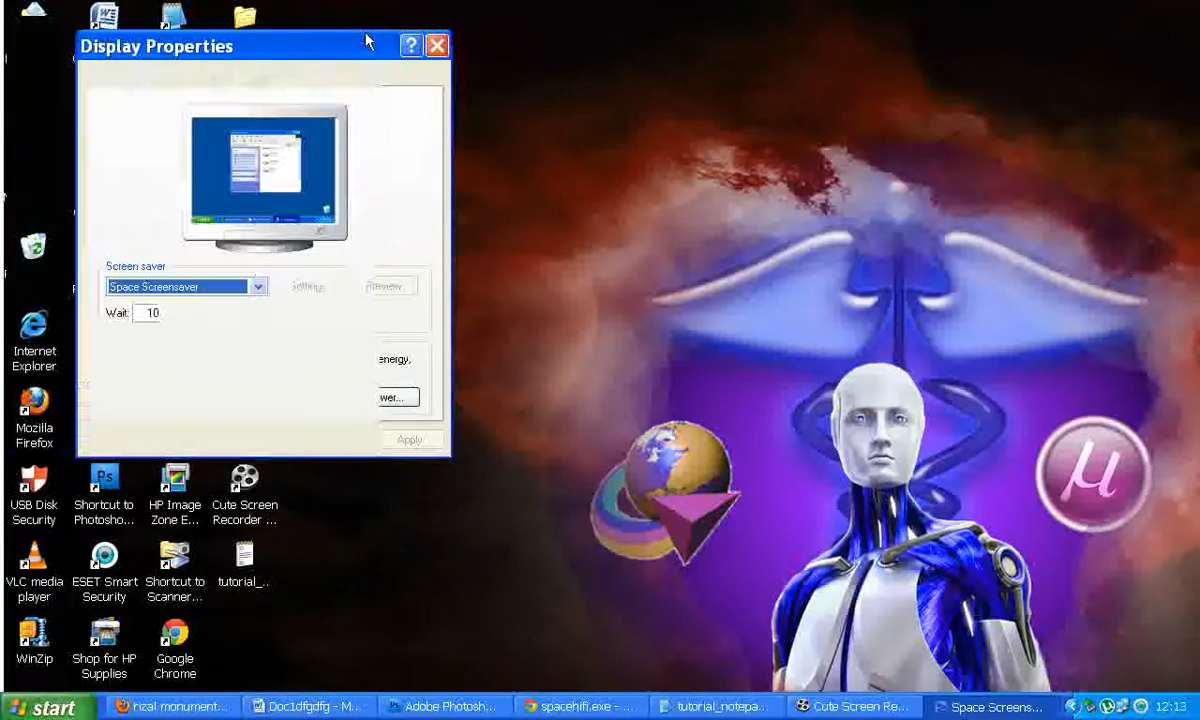 Display Properties
?
Screen saver
Space Screensaver
Settings
Preview
Wait: 10
energy,
wer...
Apply
Internet
Explorer
Mozilla
Firefox
USB Disk
Security
Shortcut to
Photosho...
HP Image
Zone E...
Cute Screen
Recorder ...
VLC media
player
ESET Smart
Security
Shortcut to
Scanner...
tutorial_..
WinZip
Shop for HP
Supplies
Google
Chrome
µ
start
rizal monument...
Doc1dfgdfg - M...
Adobe Photosh...
spacehifi.exe - ...
tutorial_notepa...
Cute Screen Re...
Space Screens...
12:13